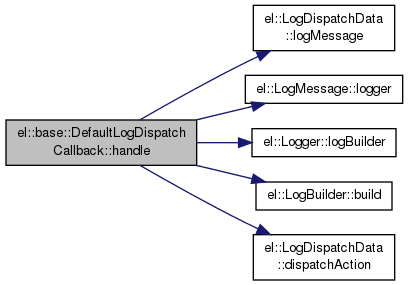 el::base::DefaultLogDispatch
Callback::handle
el::LogDispatchData
::logMessage
el::LogMessage::logger
el::Logger::logBuilder
el::LogBuilder::build
el::LogDispatchData
::dispatchAction